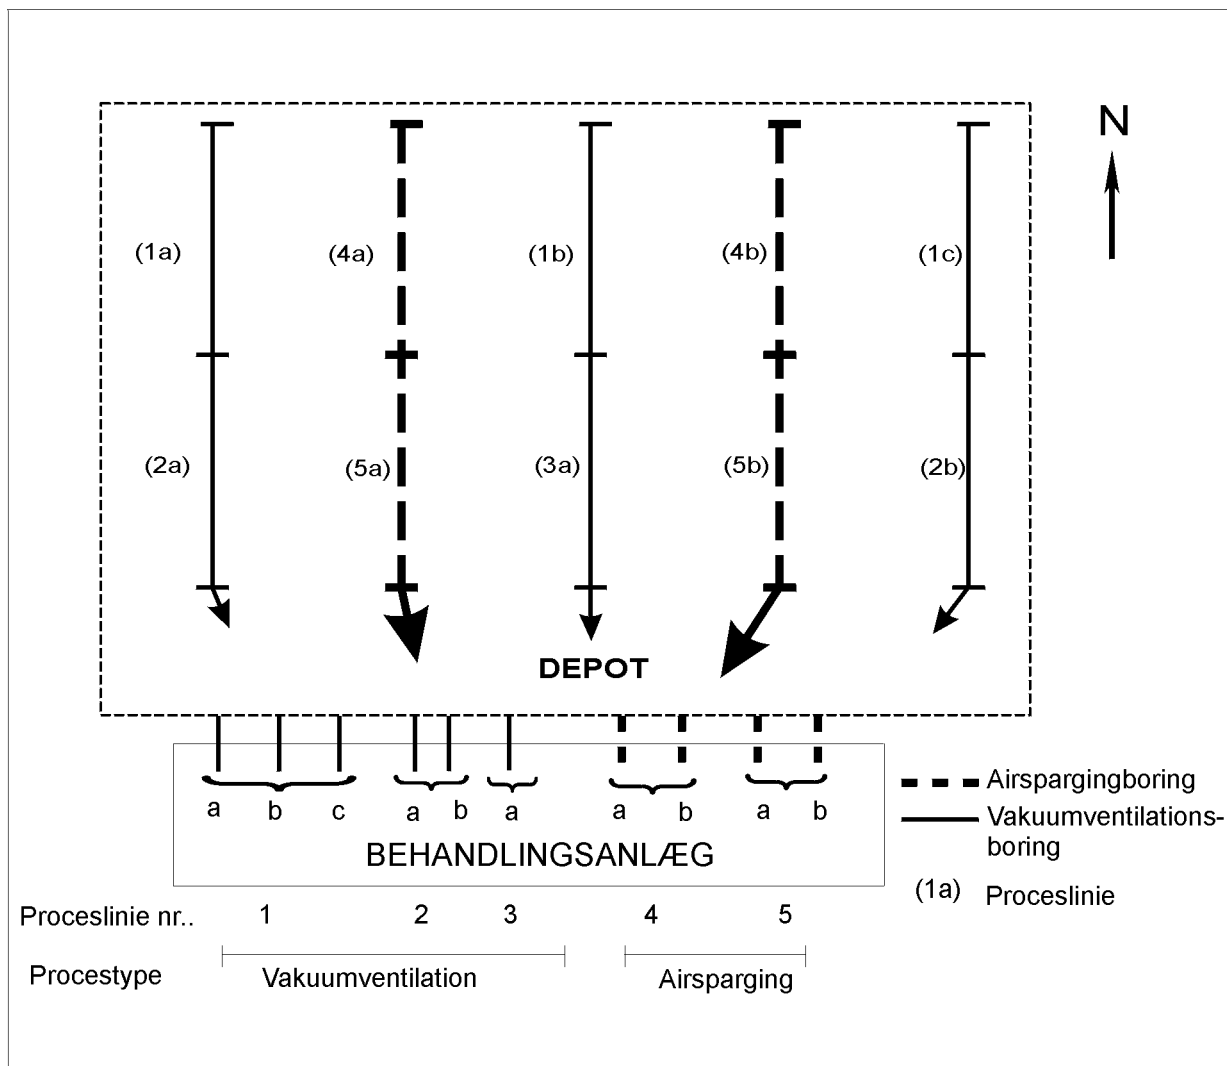 N
(1a) (4a) (1b) (4b) (1c)
(2a) (5a) (3a) (5b) (2b)
DEPOT
a b c a b a a b a b
BEHANDLINGSANLÆG
Airspargingboring
Vakuumventilations-
boring
(1a) Proceslinie
Proceslinie nr.. 1 2 3 4 5
Procestype Vakuumventilation Airsparging